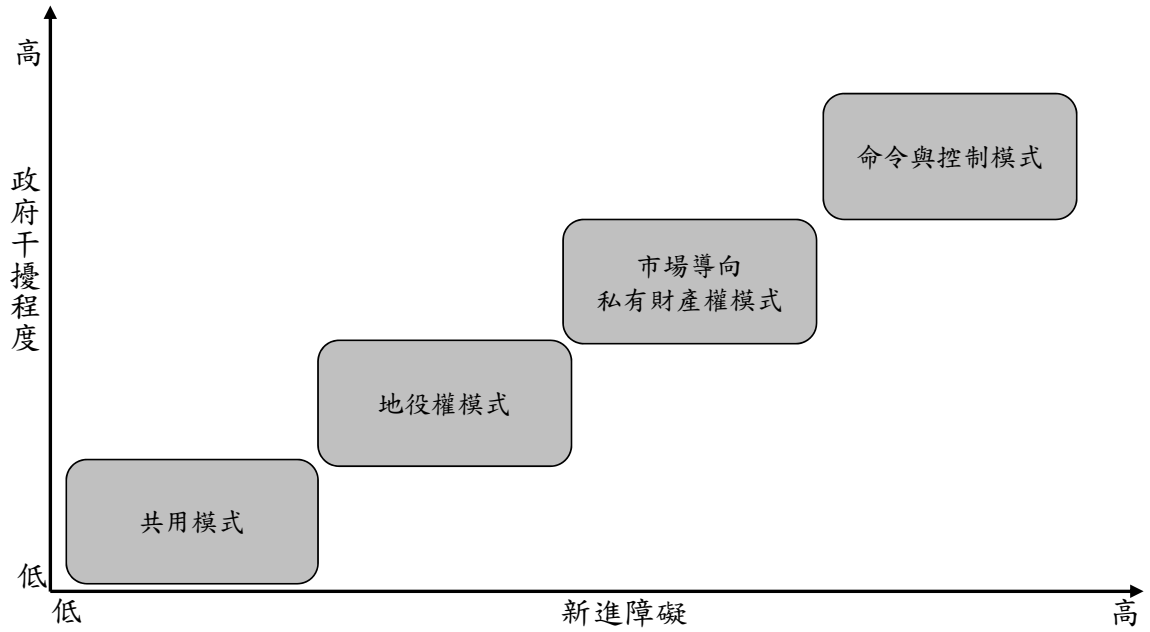 高
命令與控制模式
政府干擾程度
市場導向
私有財產權模式
地役權模式
共用模式
低
低
新進障礙
高